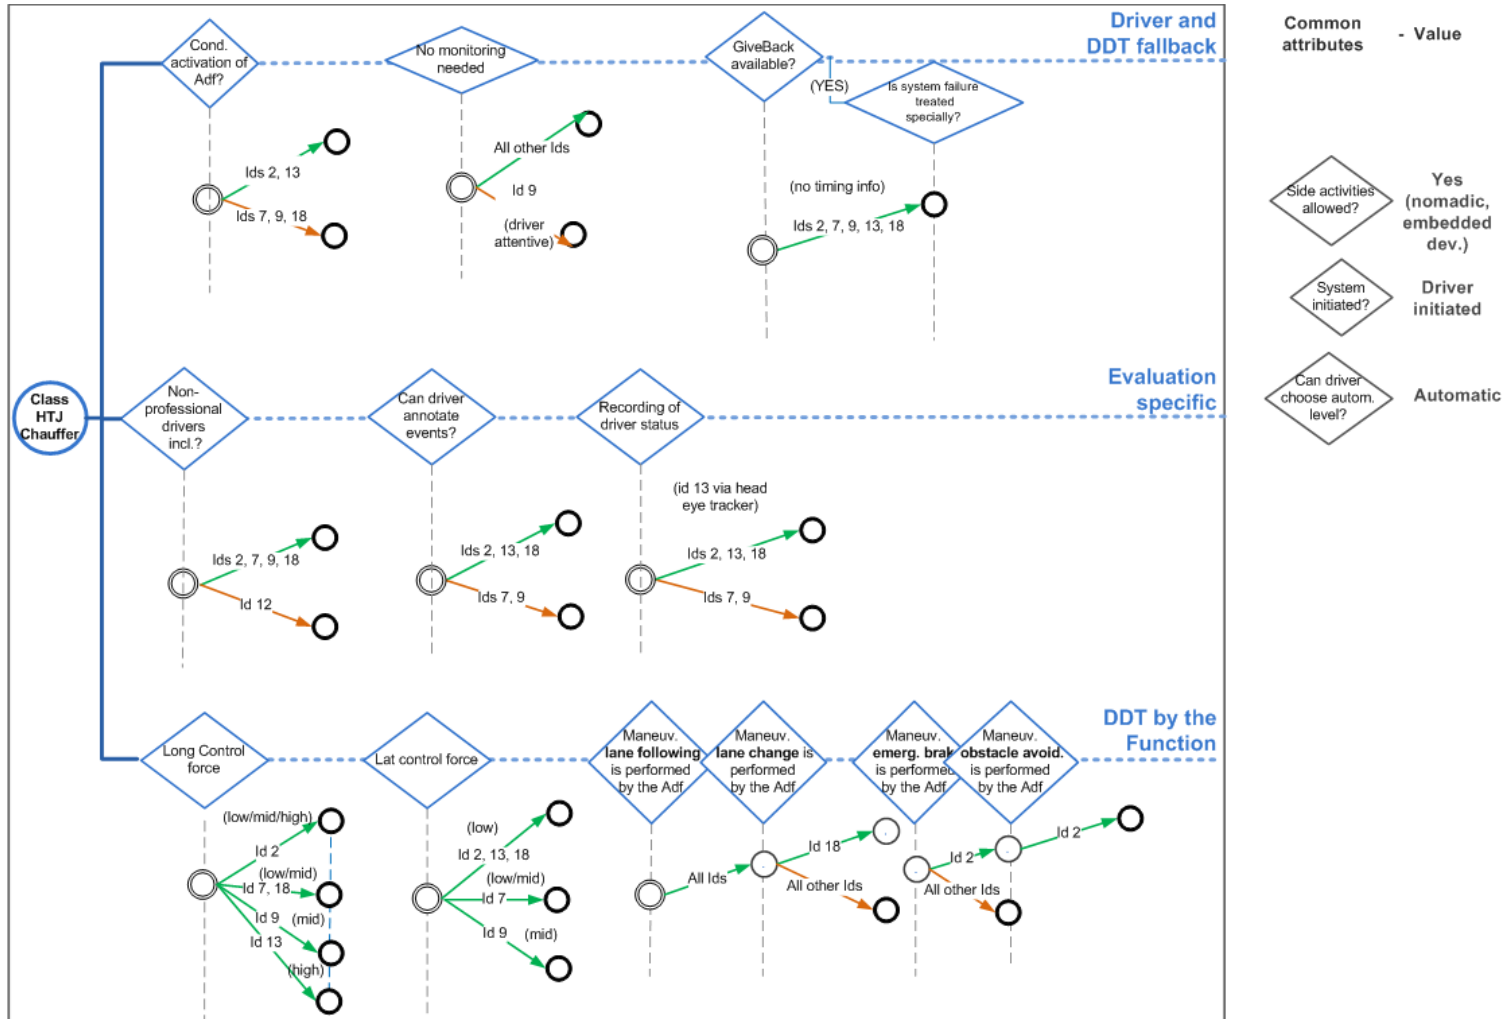 Driver and
DDT fallback
Cond.
activation of
Adf?
No monitoring
needed
GiveBack
available?
(YES)
Is system failure
treated
specially?
Ids 2, 13
Ids 7, 9, 18
All other Ids
Id 9
(driver
attentive)
(no timing info)
Ids 2, 7, 9, 13, 18
Class
HTJ
Chauffer
Evaluation
specific
Non-
professional
drivers
incl.?
Can driver
annotate
events?
Recording of
driver status
(id 13 via head
eye tracker)
Ids 2, 7, 9, 18
Id 12
Ids 2, 13, 18
Ids 7, 9
Ids 2, 13, 18
Ids 7, 9
DDT by the
Function
Long Control
force
Lat control force
Maneuv.
lane following
is performed
by the Adf
Maneuv.
lane change is
performed
by the Adf
Maneuv.
emerg. brak
is performed
by the Adf
Maneuv.
obstacle avoid.
is performed
by the Adf
(low/mid/high)
Id 2
(low/mid)
Id 7, 18
Id 9
(mid)
Id 13
(high)
(low)
Id 2, 13, 18
(low/mid)
Id 7
Id 9
(mid)
All Ids
Id 18
All other Ids
Id 2
All other Ids
Id 2
Common
attributes
- Value
Side activities
allowed?
Yes
(nomadic,
embedded
dev.)
System
initiated?
Driver
initiated
Can driver
choose autom.
level?
Automatic